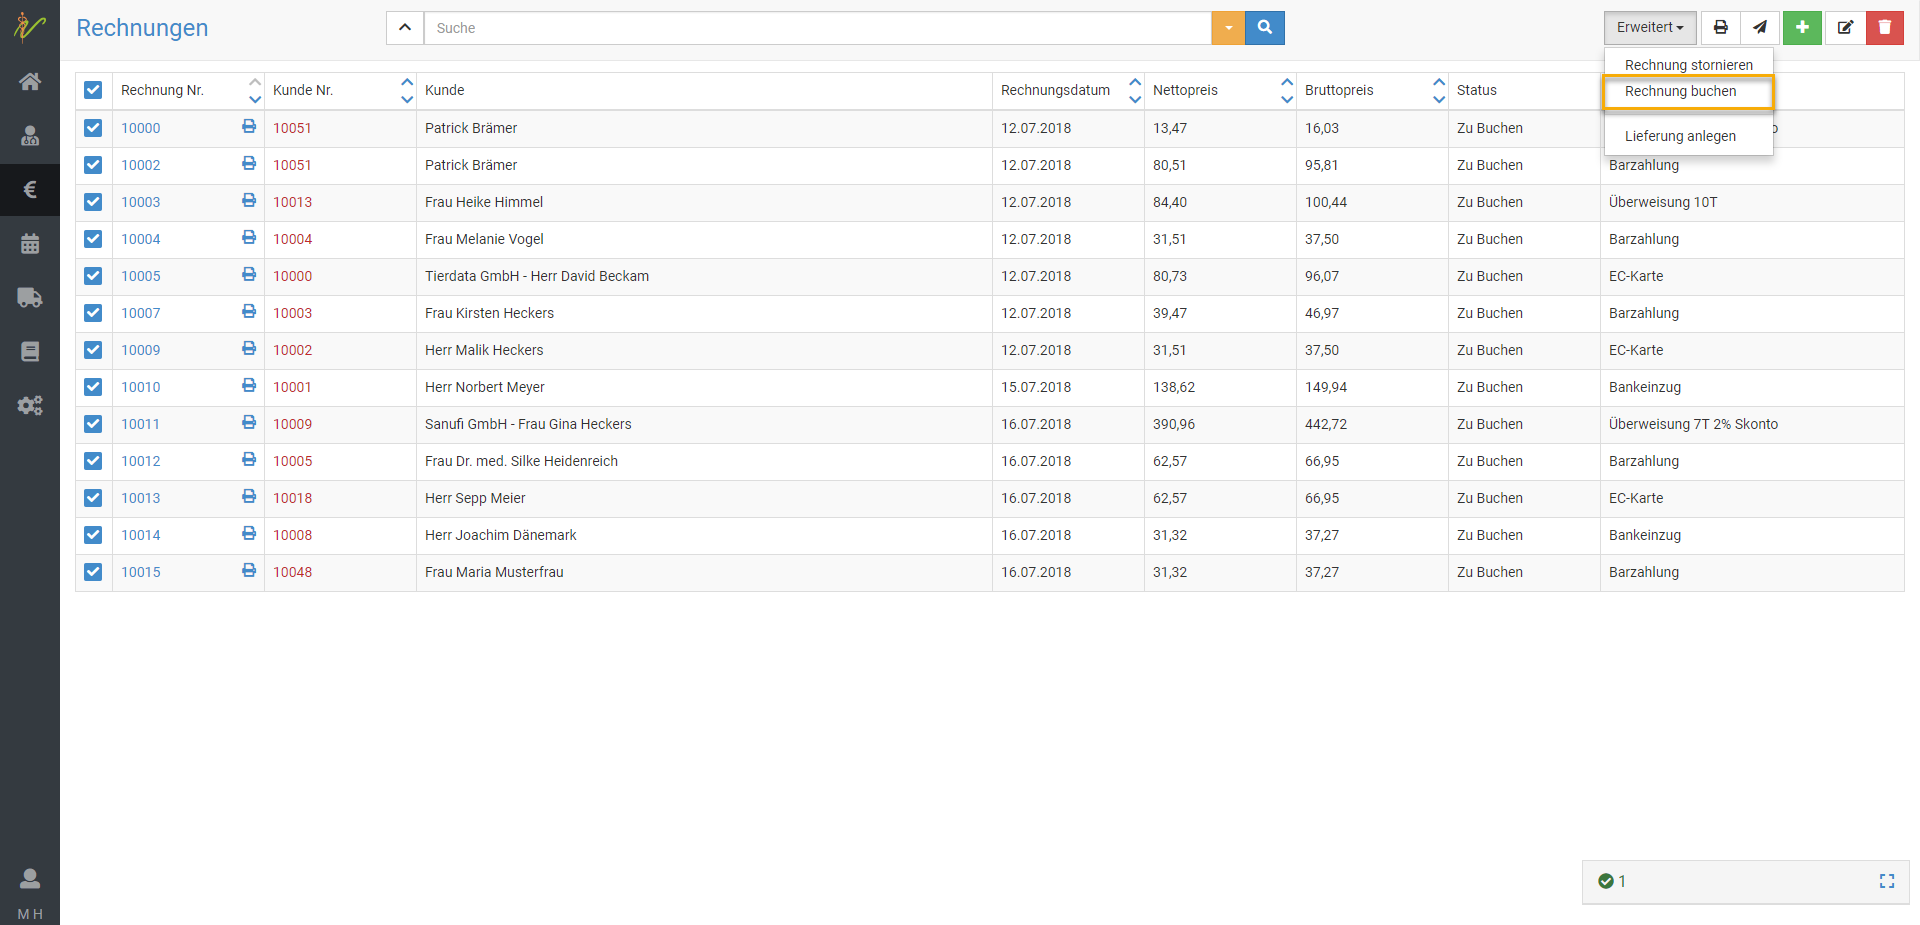 Rechnungen
Suche
Erweitert
Rechnung stornieren
Rechnung buchen
Lieferung anlegen
Rechnung Nr. Kunde Nr. Kunde Rechnungsdatum Nettopreis Bruttopreis Status
10000 10051 Patrick Brämer 12.07.2018 13,47 16,03 Zu Buchen
10002 10051 Patrick Brämer 12.07.2018 80,51 95,81 Zu Buchen Barzahlung
10003 10013 Frau Heike Himmel 12.07.2018 84,40 100,44 Zu Buchen Überweisung 10T
10004 10004 Frau Melanie Vogel 12.07.2018 31,51 37,50 Zu Buchen Barzahlung
10005 10000 Tierdata GmbH - Herr David Beckam 12.07.2018 80,73 96,07 Zu Buchen EC-Karte
10007 10003 Frau Kirsten Heckers 12.07.2018 39,47 46,97 Zu Buchen Barzahlung
10009 10002 Herr Malik Heckers 12.07.2018 31,51 37,50 Zu Buchen EC-Karte
10010 10001 Herr Norbert Meyer 15.07.2018 138,62 149,94 Zu Buchen Bankeinzug
10011 10009 Sanufi GmbH - Frau Gina Heckers 16.07.2018 390,96 442,72 Zu Buchen Überweisung 7T 2% Skonto
10012 10005 Frau Dr. med. Silke Heidenreich 16.07.2018 62,57 66,95 Zu Buchen Barzahlung
10013 10018 Herr Sepp Meier 16.07.2018 62,57 66,95 Zu Buchen EC-Karte
10014 10008 Herr Joachim Dänemark 16.07.2018 31,32 37,27 Zu Buchen Bankeinzug
10015 10048 Frau Maria Musterfrau 16.07.2018 31,32 37,27 Zu Buchen Barzahlung
1
M H